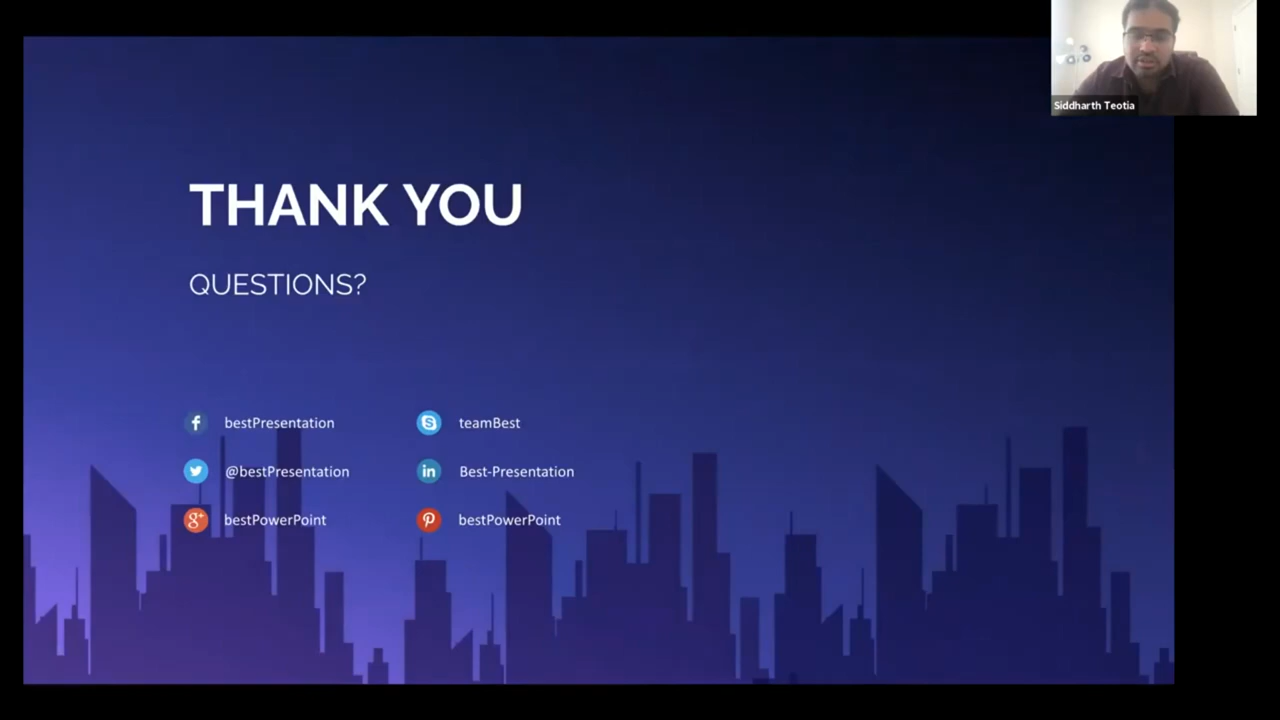 Siddharth Teotia
THANK YOU
QUESTIONS?
bestPresentation
teamBest
@bestPresentation
Best-Presentation
bestPowerPoint
bestPowerPoint